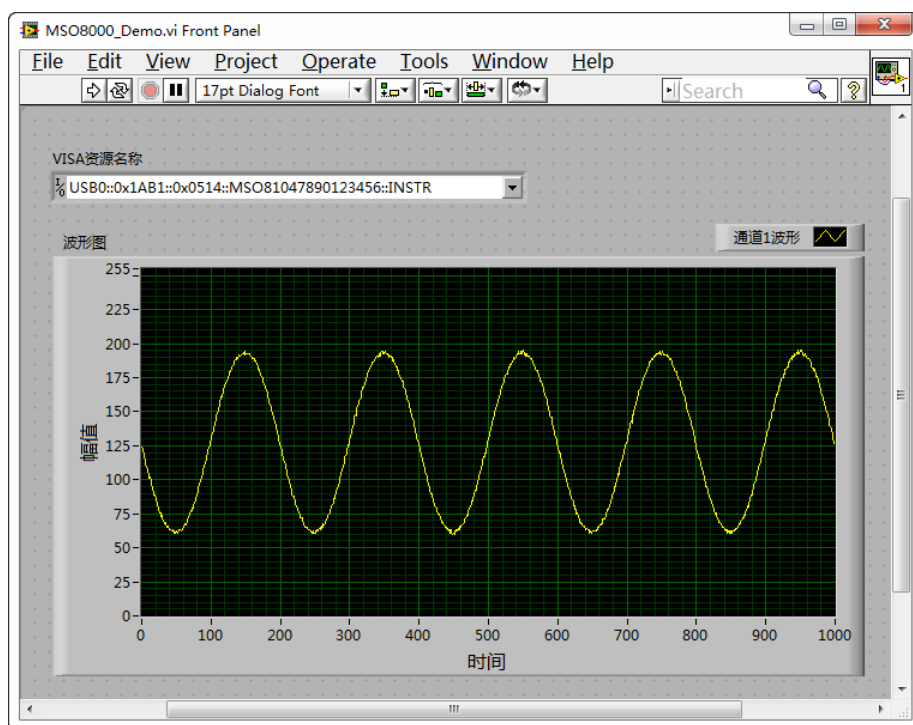 MSO8000_Demo.vi Front Panel
File Edit View Project Operate Tools Window Help
17pt Dialog Font
Search
?
1
VISA资源名称
I/O USB0::0x1AB1::0x0514::MSO81047890123456::INSTR
波形图
通道1波形
255
225
200
175
150
125
100
75
50
25
0
幅值
0 100 200 300 400 500 600 700 800 900 1000
时间